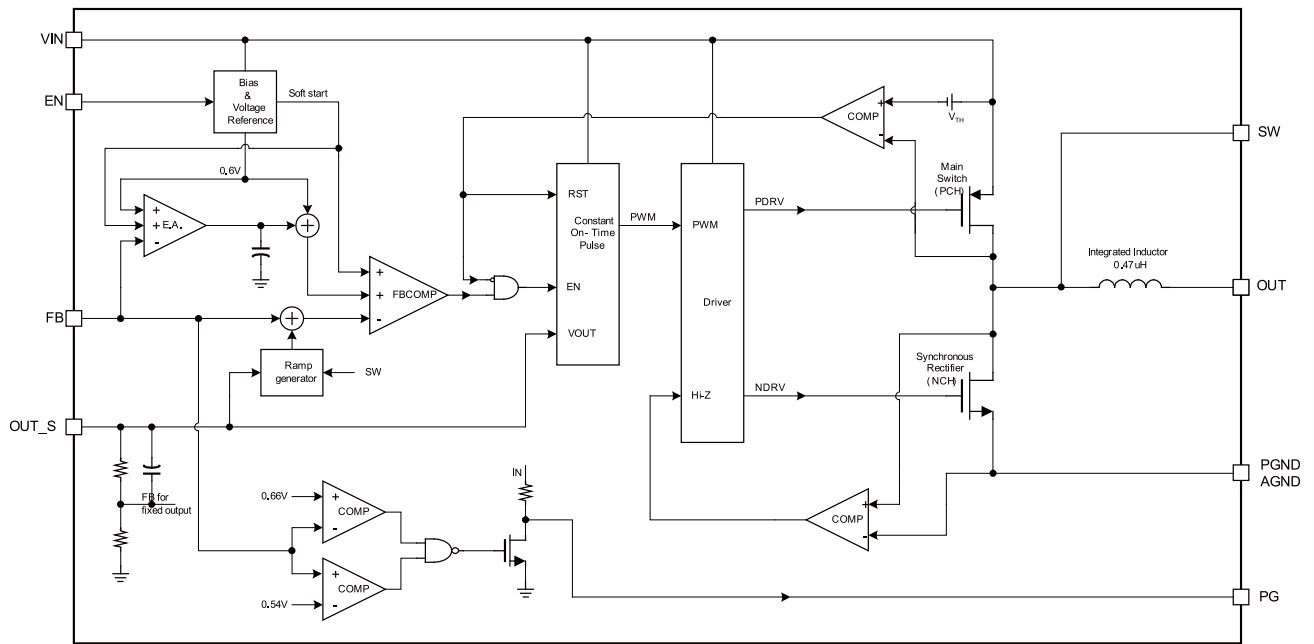 VIN
EN
Bias
&
Voltage
Reference
Soft start
0.6V
+
+
-
E.A.
+
FB
+
+
-
FBCOMP
+
Ramp
generator
SW
OUT_S
FB for
fixed output
RST
Constant
On- Time
Pulse
EN
VOUT
PWM
PWM
Driver
Hi-Z
PDRV
NDRV
COMP
+
-
VTH
Main
Switch
(PCH)
Synchronous
Rectifier
(NCH)
Integrated Inductor
0.47uH
SW
OUT
PGND
AGND
COMP
+
-
0.66V
+
-
COMP
0.54V
+
-
COMP
IN
PG